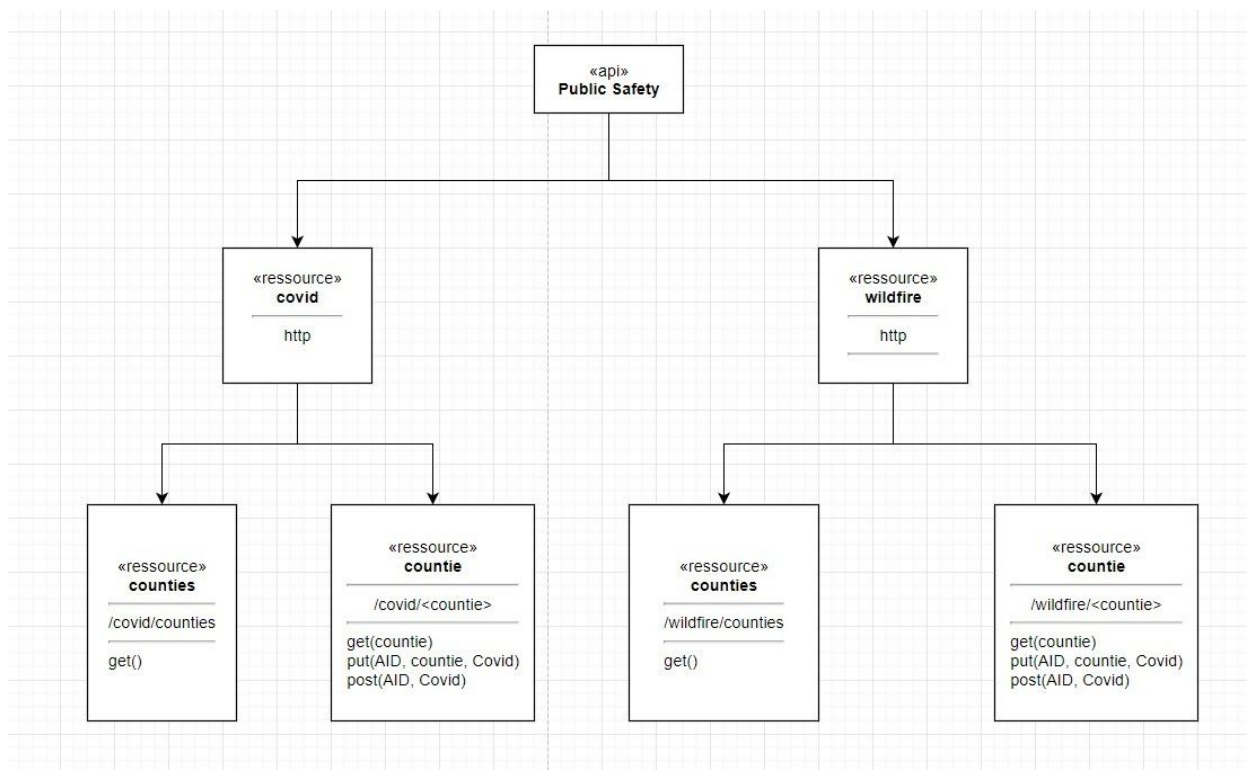 «api»
Public Safety
«ressource»
covid
http
«ressource»
wildfire
http
«ressource»
counties
/covid/counties
get()
«ressource»
countie
/covid/<countie>
get(countie)
put(AID, countie, Covid)
post(AID, Covid)
«ressource»
counties
/wildfire/counties
get()
«ressource»
countie
/wildfire/<countie>
get(countie)
put(AID, countie, Covid)
post(AID, Covid)